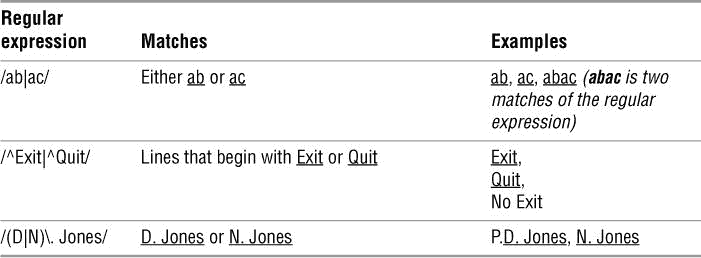 Regular
expression Matches Examples
/ab|ac/ Either ab or ac ab, ac, abac (abac is two
matches of the regular
expression)
/^Exit|^Quit/ Lines that begin with Exit or Quit Exit,
Quit,
No Exit
/(D|N)\. Jones/ D. Jones or N. Jones P.D. Jones, N. Jones